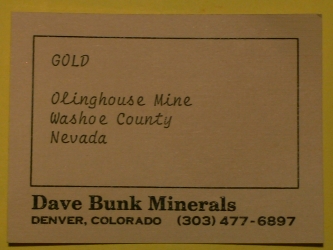 GOLD
Olinghouse Mine
Washoe County
Nevada
Dave Bunk Minerals
DENVER, COLORADO (303) 477-6897